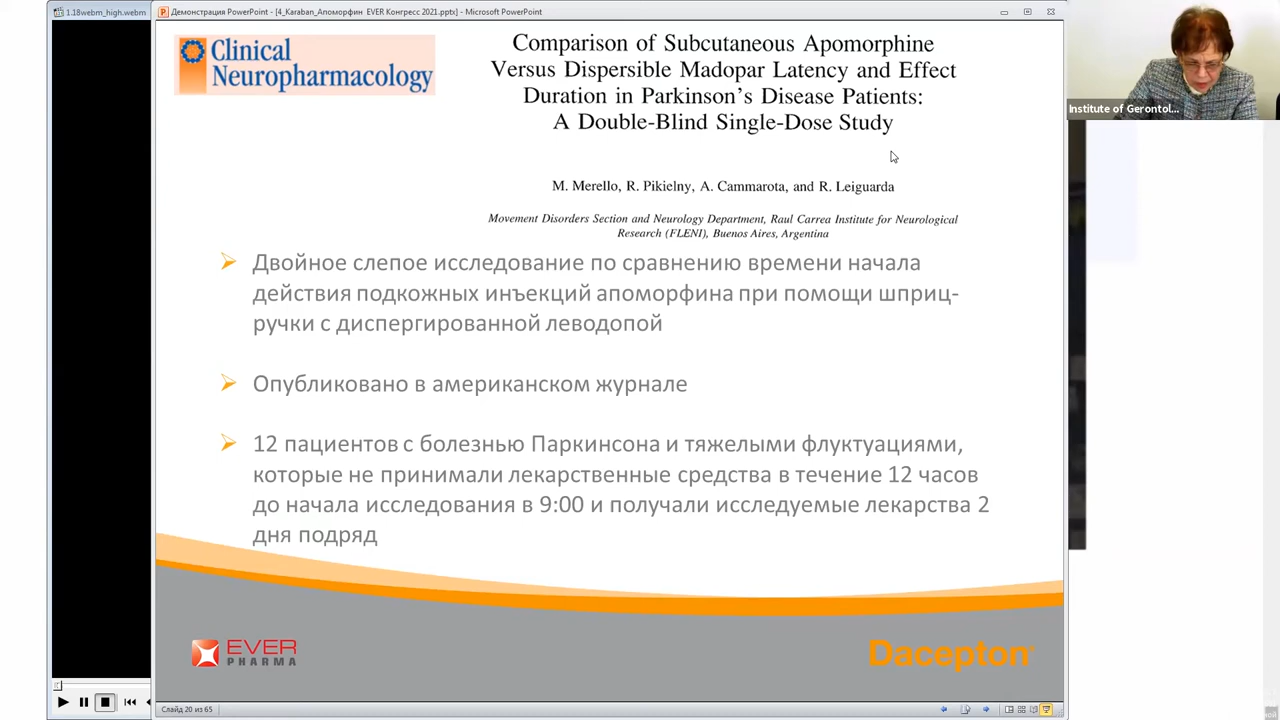 1.18webm_high.webm
Демонстрация PowerPoint - [4_Karaban_Апоморфин EVER Конгресс 2021.pptx] - Microsoft PowerPoint
Institute of Gerontol...
Clinical
Neuropharmacology
Comparison of Subcutaneous Apomorphine
Versus Dispersible Madopar Latency and Effect
Duration in Parkinson's Disease Patients:
A Double-Blind Single-Dose Study
M. Merello, R. Pikielny, A. Cammarota, and R. Leiguarda
Movement Disorders Section and Neurology Department, Raul Carrea Institute for Neurological
Research (FLENI), Buenos Aires, Argentina
Двойное слепое исследование по сравнению времени начала
действия подкожных инъекций апоморфина при помощи шприц-
ручки с диспергированной леводопой
Опубликовано в американском журнале
12 пациентов с болезнью Паркинсона и тяжелыми флуктуациями,
которые не принимали лекарственные средства в течение 12 часов
до начала исследования в 9:00 и получали исследуемые лекарства 2
дня подряд
EVER
PHARMA
Dacepton®
Слайд 20 из 65